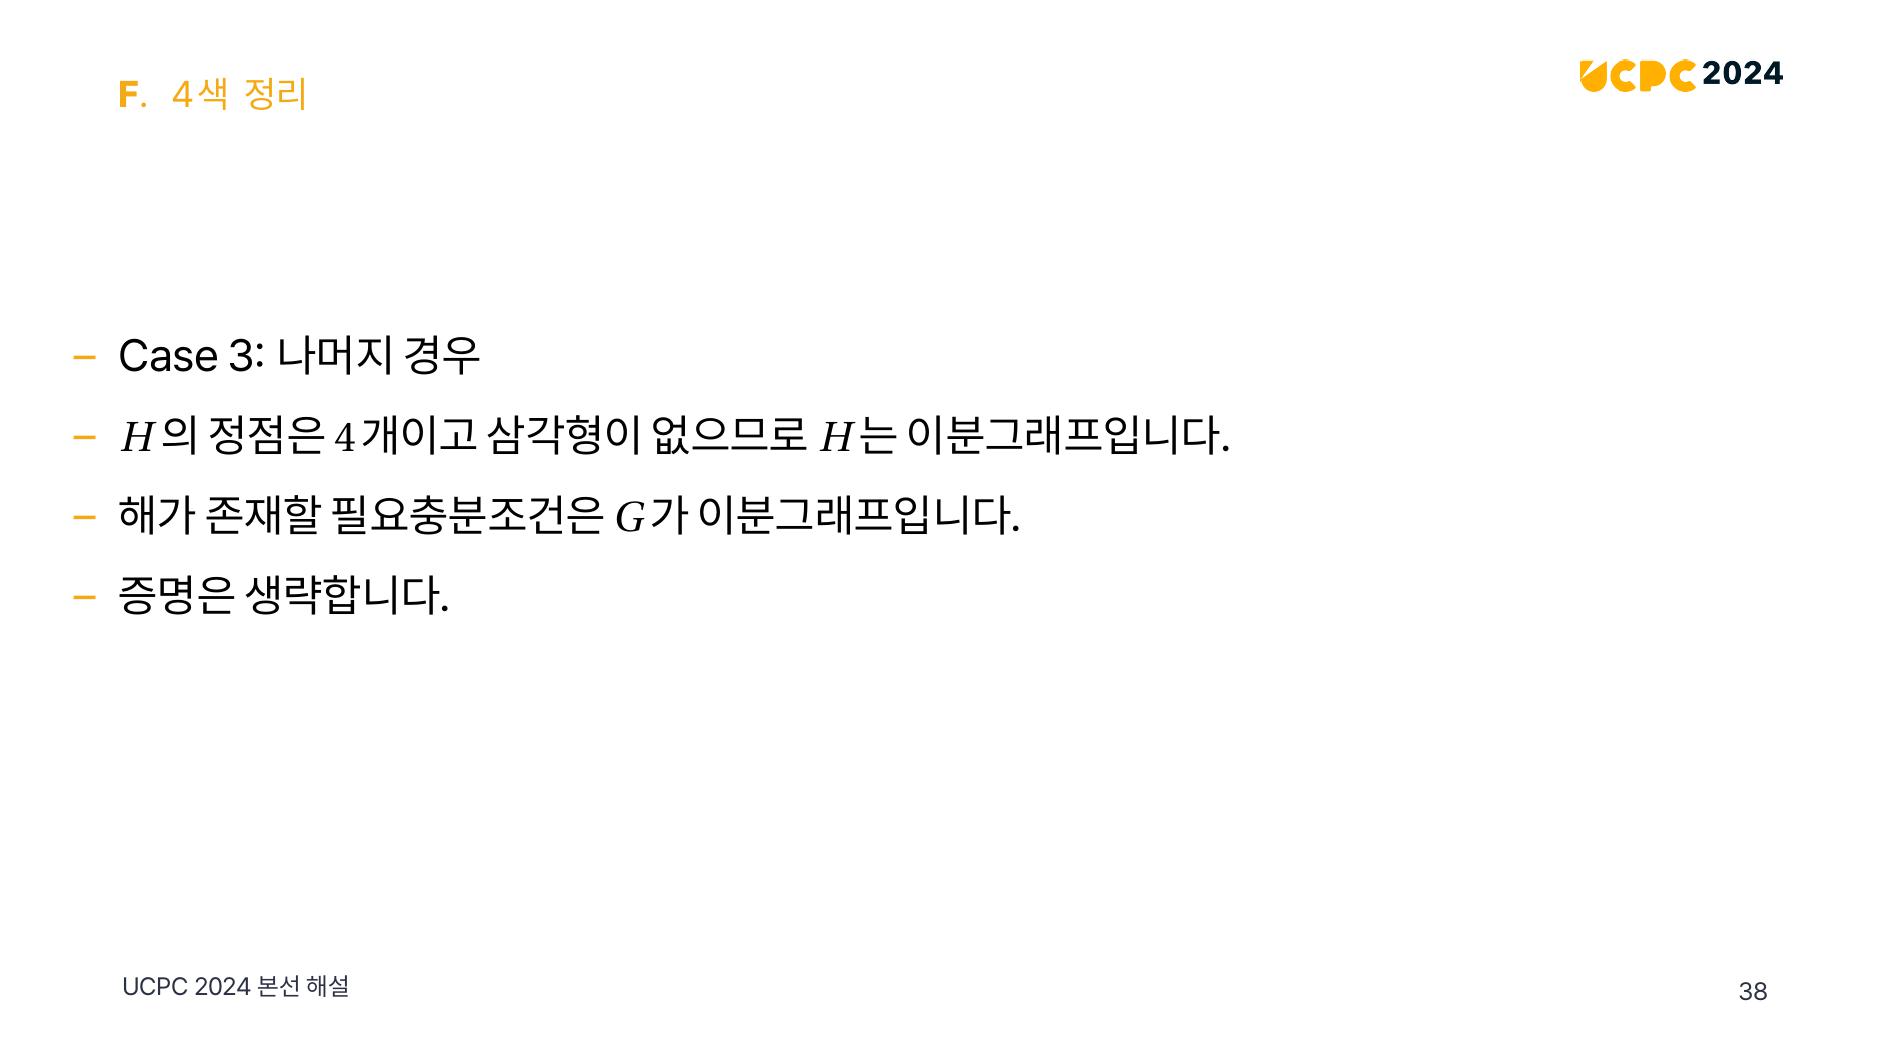 F. 4색 정리
UCPC 2024
– Case 3: 나머지 경우
– H의 정점은 4개이고 삼각형이 없으므로 H는 이분그래프입니다.
– 해가 존재할 필요충분조건은 G가 이분그래프입니다.
– 증명은 생략합니다.
UCPC 2024 본선 해설
38